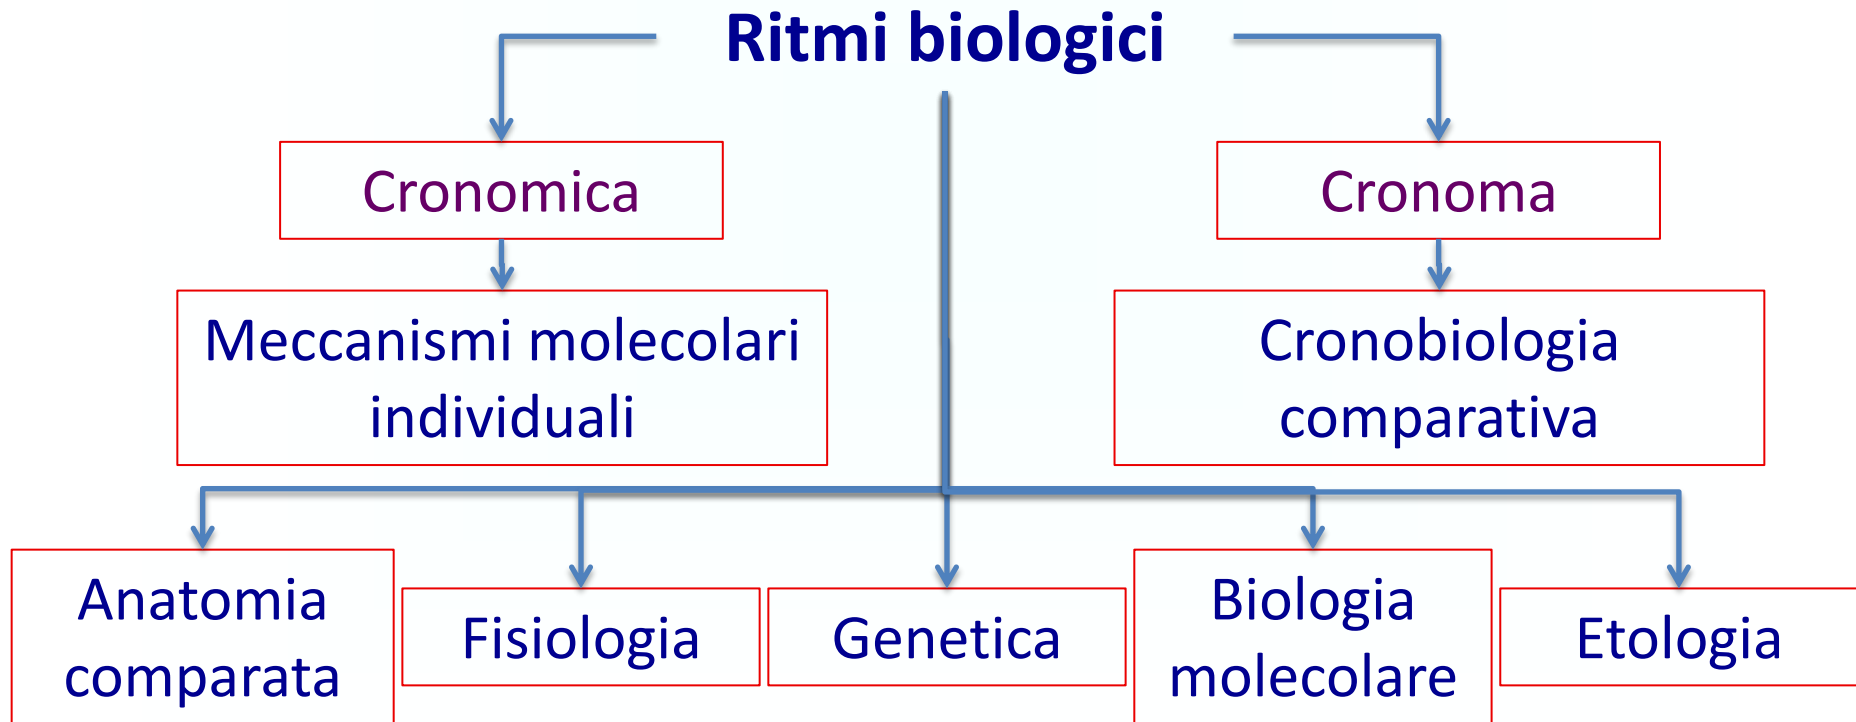 Ritmi biologici
Cronomica
Cronoma
Meccanismi molecolari
individuali
Cronobiologia
comparativa
Anatomia
comparata
Fisiologia
Genetica
Biologia
molecolare
Etologia